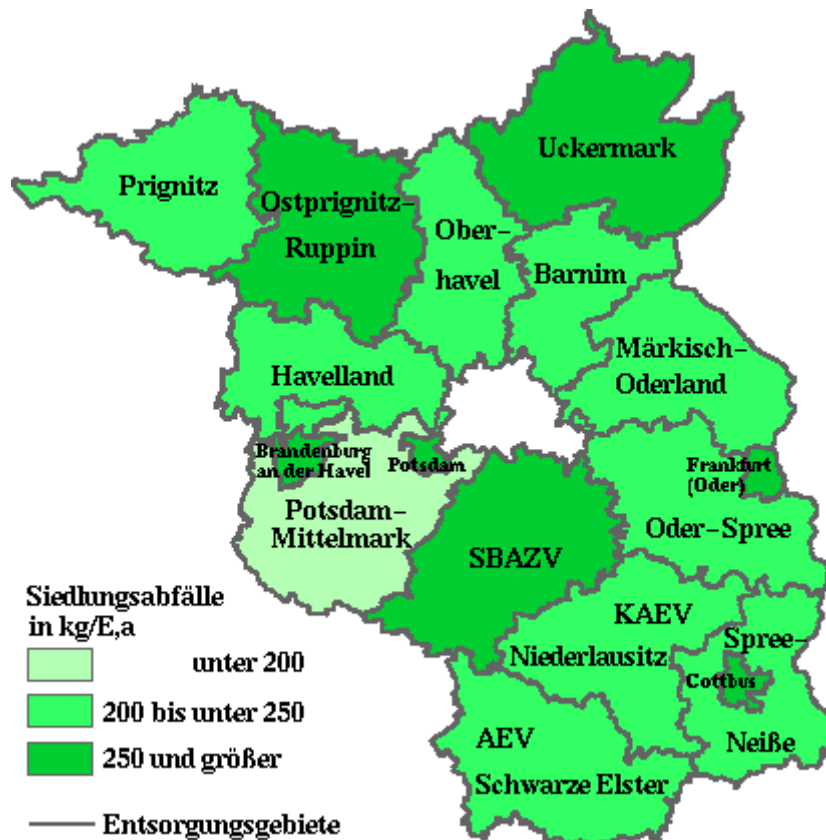 Uckermark
Prignitz
Ostprignitz-
Ruppin
Ober-
havel
Barnim
Märkisch-
Oderland
Havelland
Brandenburg
an der Havel
Potsdam
Frankfurt
(Oder)
Potsdam-
Mittelmark
Oder-Spree
SBAZV
KAEV
Niederlausitz
Spree-
Cottbus
Neiße
AEV
Schwarze Elster
Siedlungsabfälle
in kg/E,a
unter 200
200 bis unter 250
250 und größer
Entsorgungsgebiete